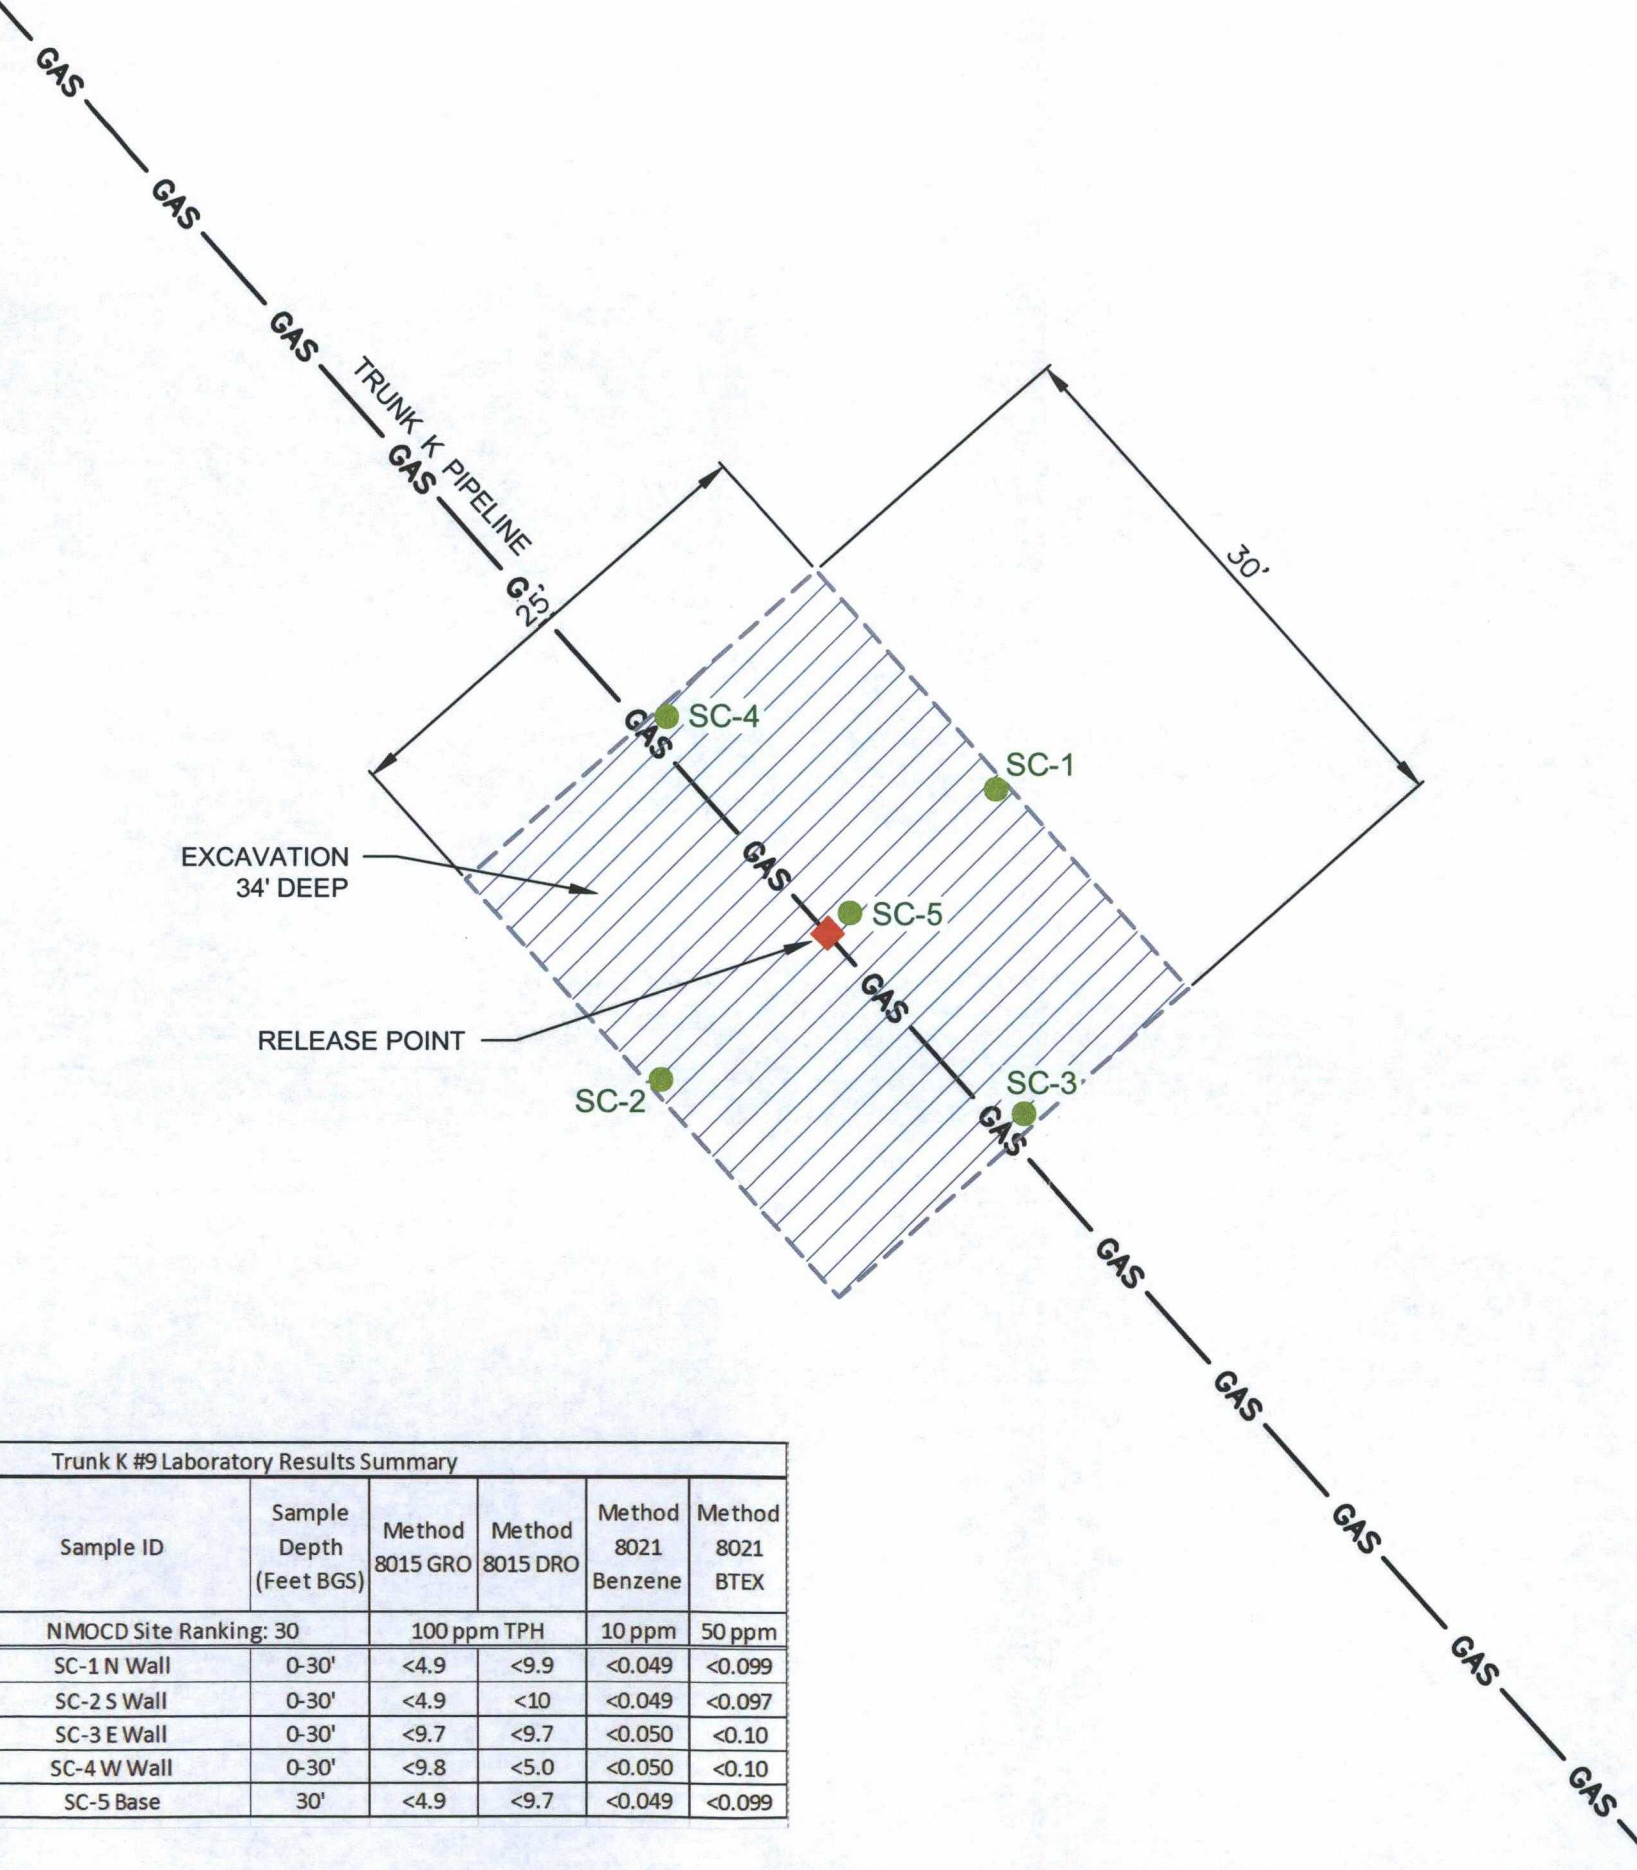 GAS
GAS
GAS
TRUNK K PIPELINE
GAS
25'
30'
GAS
SC-4
SC-1
EXCAVATION
34' DEEP
GAS
SC-5
GAS
RELEASE POINT
SC-3
SC-2
GAS
GAS
GAS
GAS
GAS
GAS
Trunk K #9 Laboratory Results Summary
Sample ID Sample Depth (Feet BGS) Method 8015 GRO Method 8015 DRO Method 8021 Benzene Method 8021 BTEX
NMOCD Site Ranking: 30 100 ppm TPH 10 ppm 50 ppm
SC-1 N Wall 0-30' <4.9 <9.9 <0.049 <0.099
SC-2 S Wall 0-30' <4.9 <10 <0.049 <0.097
SC-3 E Wall 0-30' <9.7 <9.7 <0.050 <0.10
SC-4 W Wall 0-30' <9.8 <5.0 <0.050 <0.10
SC-5 Base 30' <4.9 <9.7 <0.049 <0.099